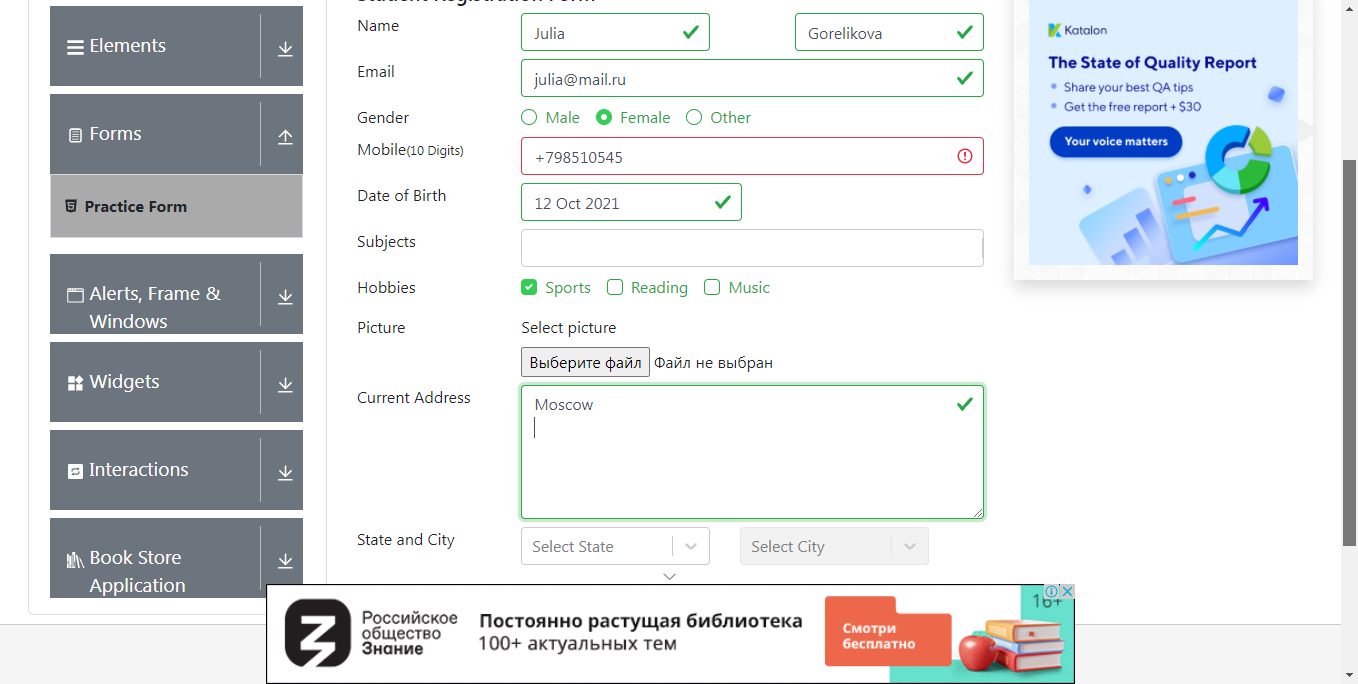 Elements
Forms
Practice Form
Alerts, Frame &
Windows
Widgets
Interactions
Book Store
Application
Student Registration Form
Name
Julia
Gorelikova
Email
julia@mail.ru
Gender
Male
Female
Other
Mobile(10 Digits)
+798510545
Date of Birth
12 Oct 2021
Subjects
Hobbies
Sports
Reading
Music
Picture
Select picture
Выберите файл
Файл не выбран
Current Address
Moscow
State and City
Select State
Select City
Katalon
The State of Quality Report
Share your best QA tips
Get the free report + $30
Your voice matters
Российское
общество
Знание
Постоянно растущая библиотека
100+ актуальных тем
Смотри
бесплатно
16+